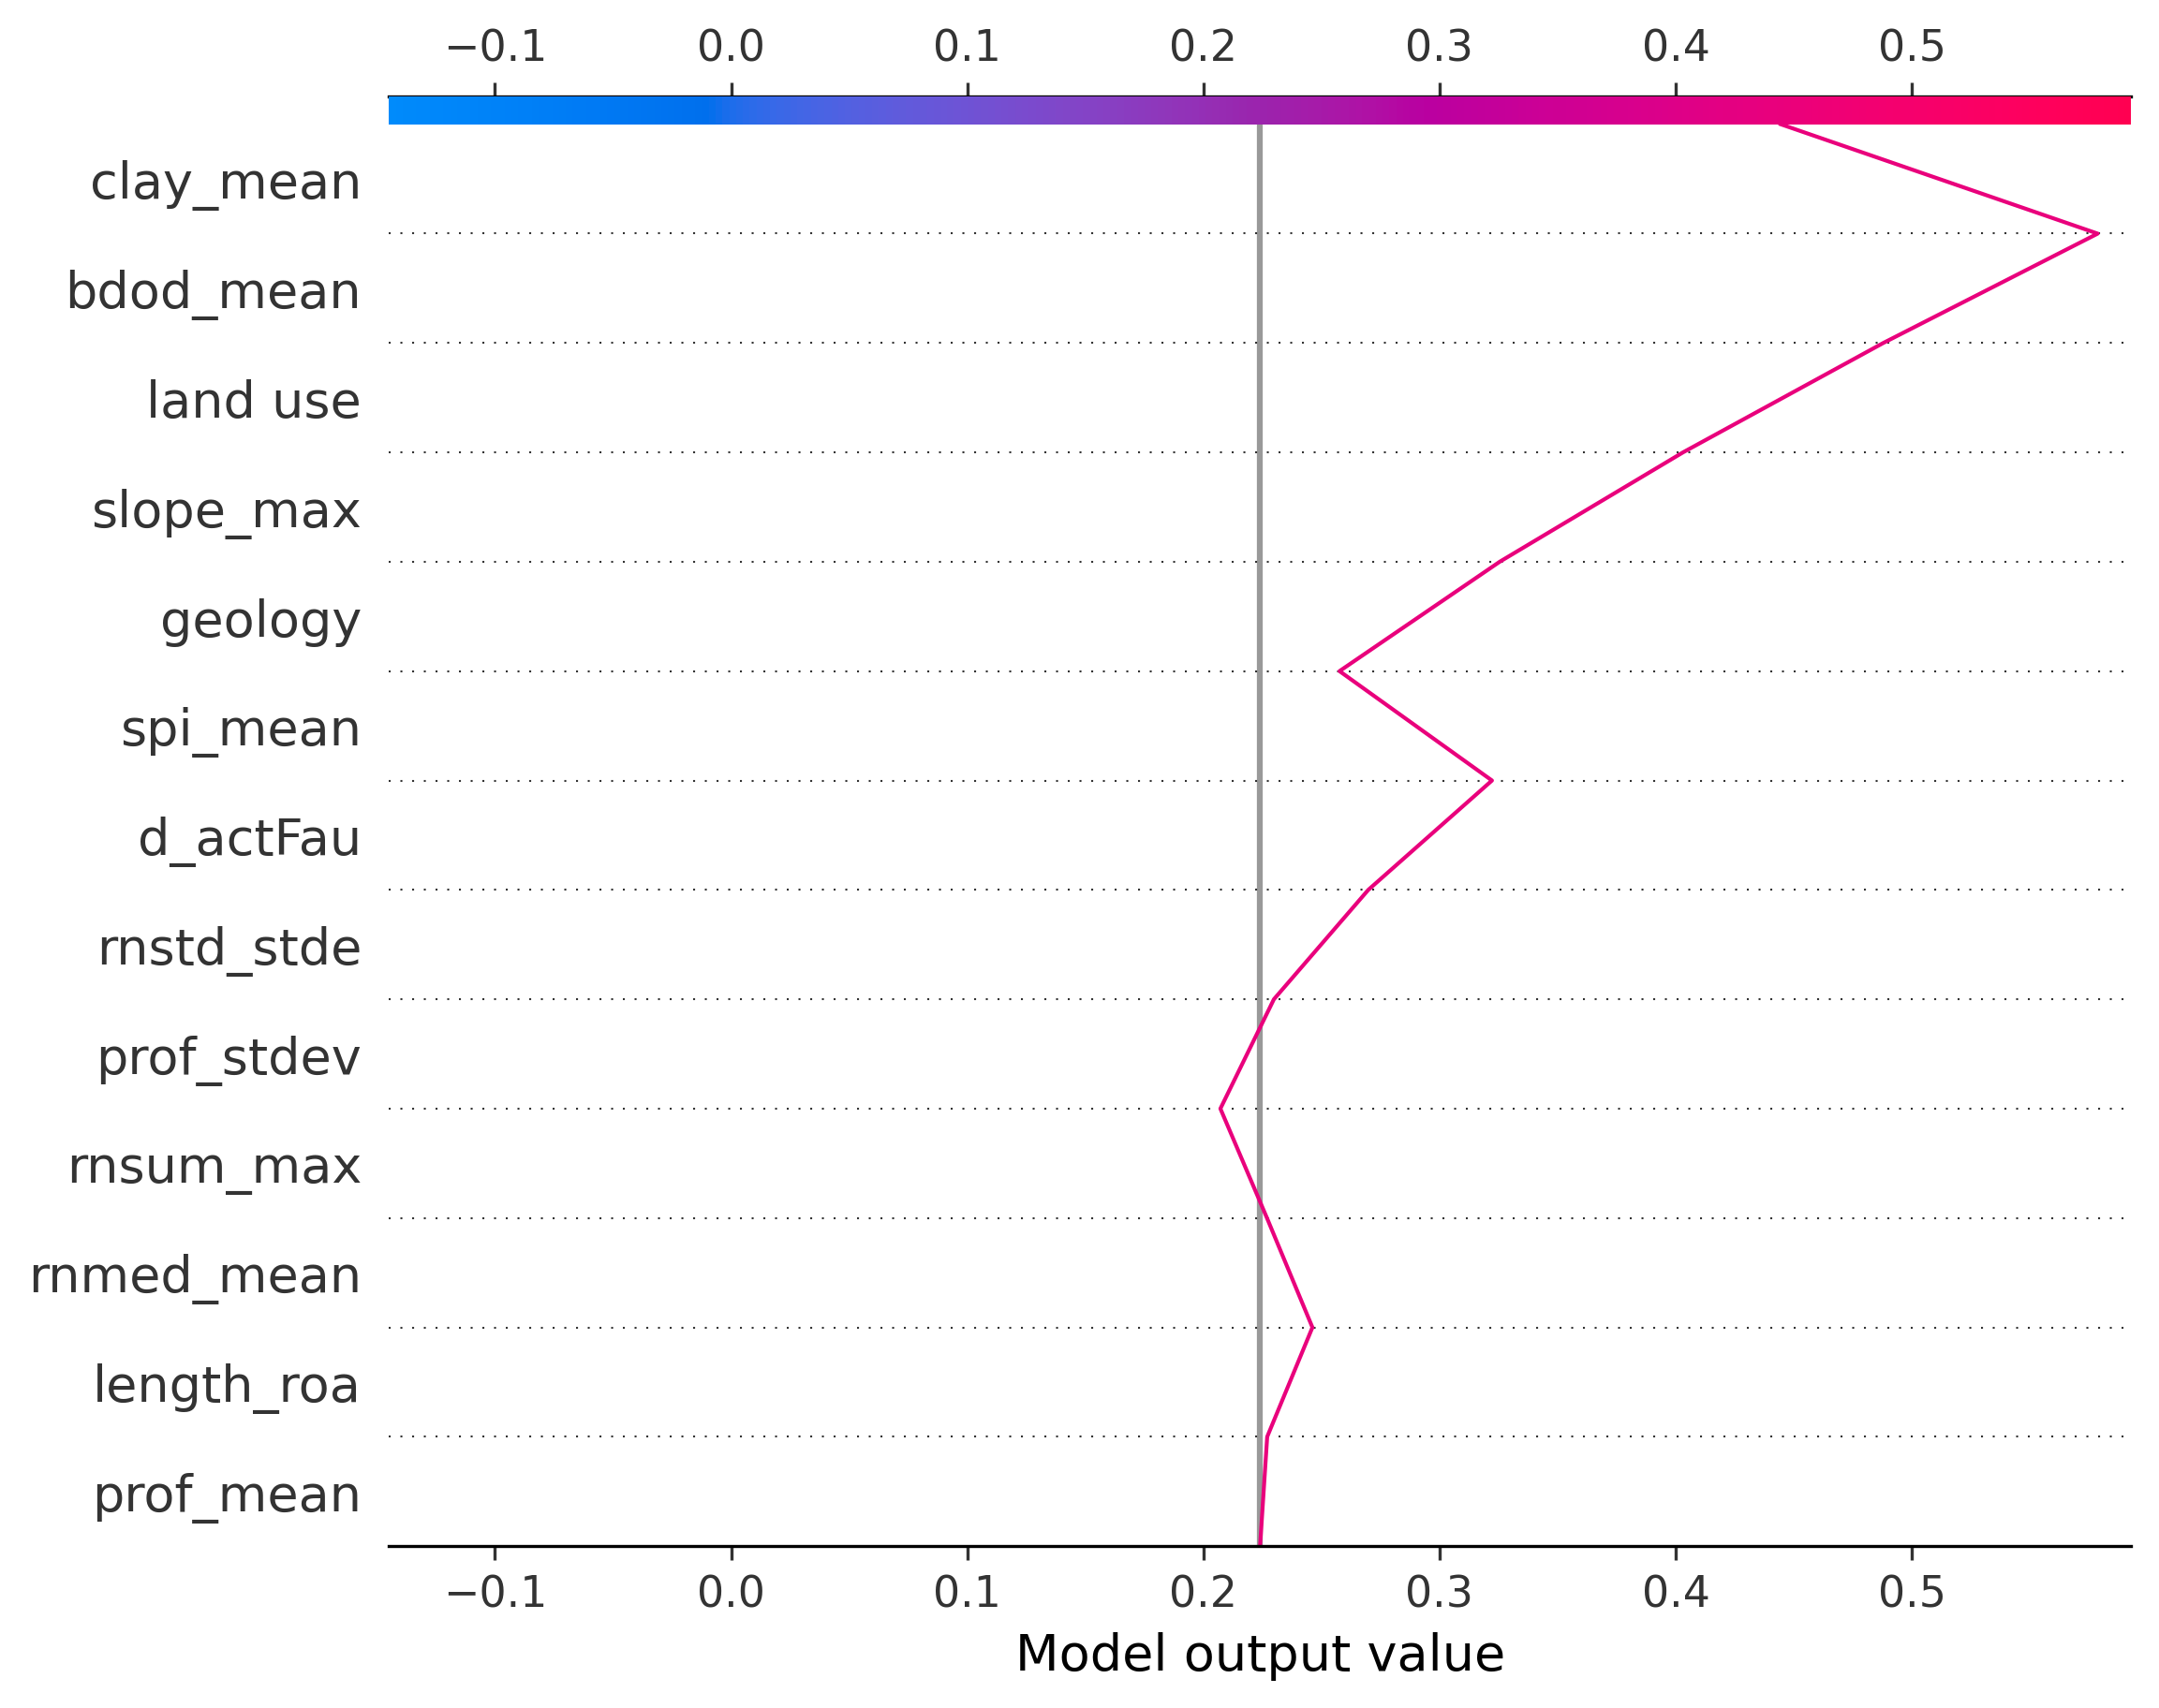 −0.1 0.0 0.1 0.2 0.3 0.4 0.5
clay_mean
bdod_mean
land use
slope_max
geology
spi_mean
d_actFau
rnstd_stde
prof_stdev
rnsum_max
rnmed_mean
length_roa
prof_mean
−0.1 0.0 0.1 0.2 0.3 0.4 0.5
Model output value